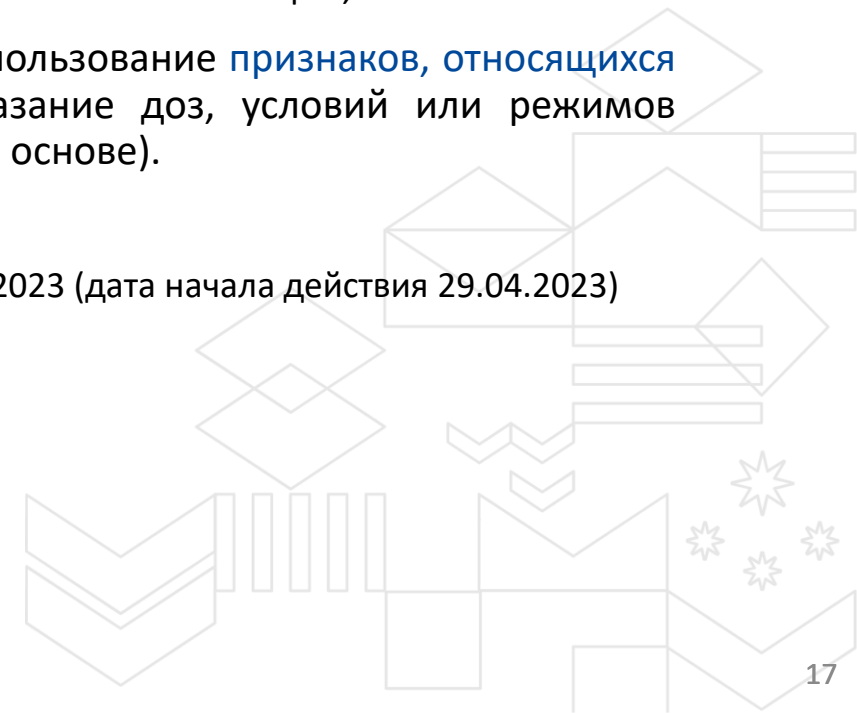 пользование признаков, относящихся
азание доз, условий или режимов
основе).
2023 (дата начала действия 29.04.2023)
17